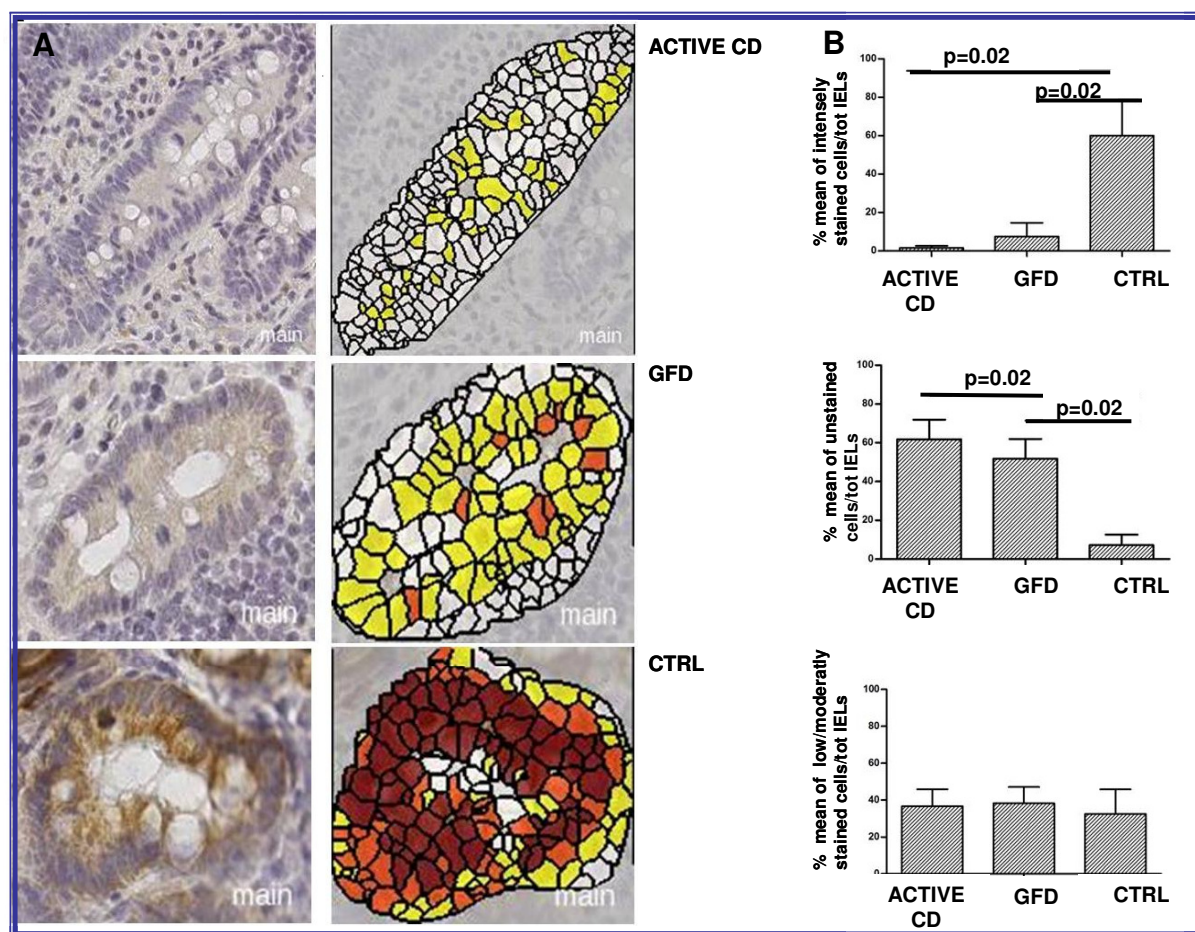 A
main
main
ACTIVE CD
main
main
GFD
main
main
CTRL
B
p=0.02
p=0.02
% mean of intensely
stained cells/tot IELs
100
80
60
40
20
0
ACTIVE
CD
GFD
CTRL
p=0.02
p=0.02
% mean of unstained
cells/tot IELs
100
80
60
40
20
0
ACTIVE
CD
GFD
CTRL
% mean of low/moderatly
stained cells/tot IELs
100
80
60
40
20
0
ACTIVE
CD
GFD
CTRL